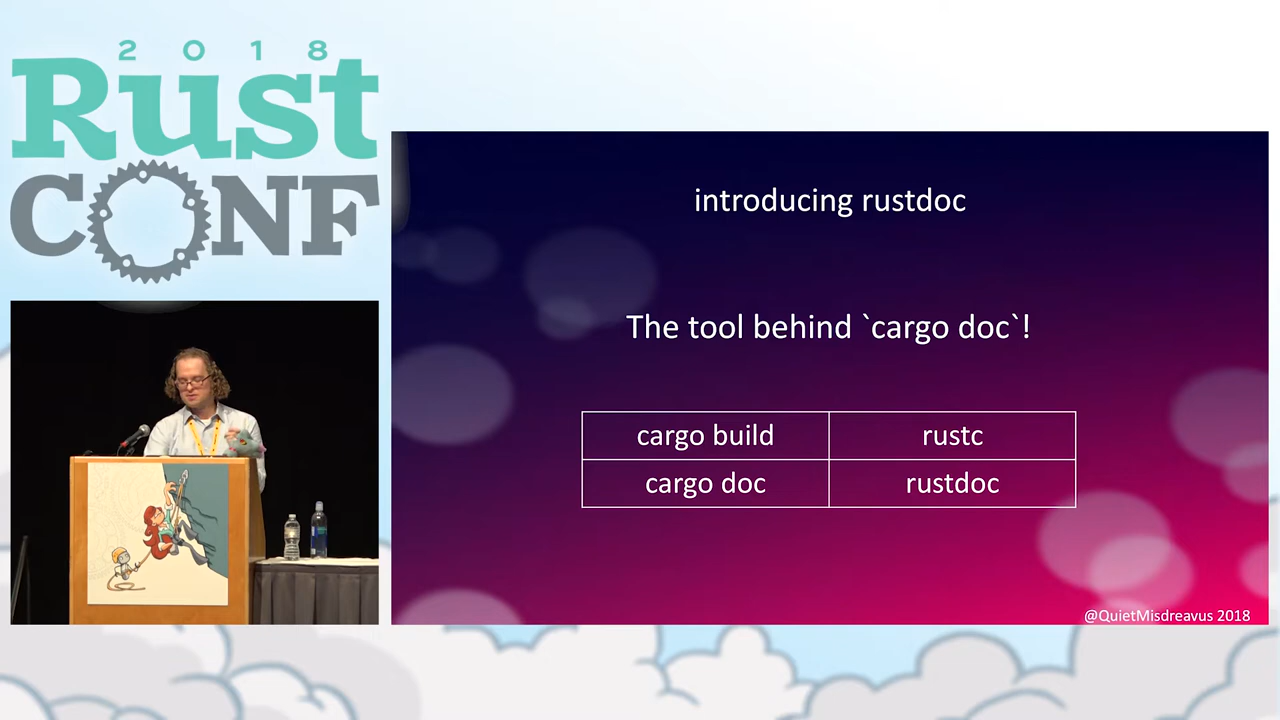 2018
Rust
CONF
introducing rustdoc
The tool behind `cargo doc`!
cargo build rustc
cargo doc rustdoc
@QuietMisdreavus 2018